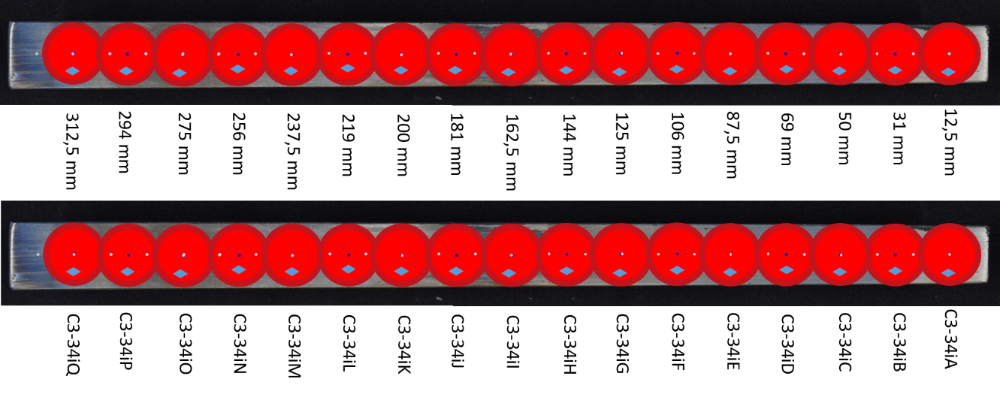 312,5 mm
294 mm
275 mm
256 mm
237,5 mm
219 mm
200 mm
181 mm
162,5 mm
144 mm
125 mm
106 mm
87,5 mm
69 mm
50 mm
31 mm
12,5 mm
C3-34iQ
C3-34iP
C3-34iO
C3-34iN
C3-34iM
C3-34iL
C3-34iK
C3-34iJ
C3-34iI
C3-34iH
C3-34iG
C3-34iF
C3-34iE
C3-34iD
C3-34iC
C3-34iB
C3-34iA